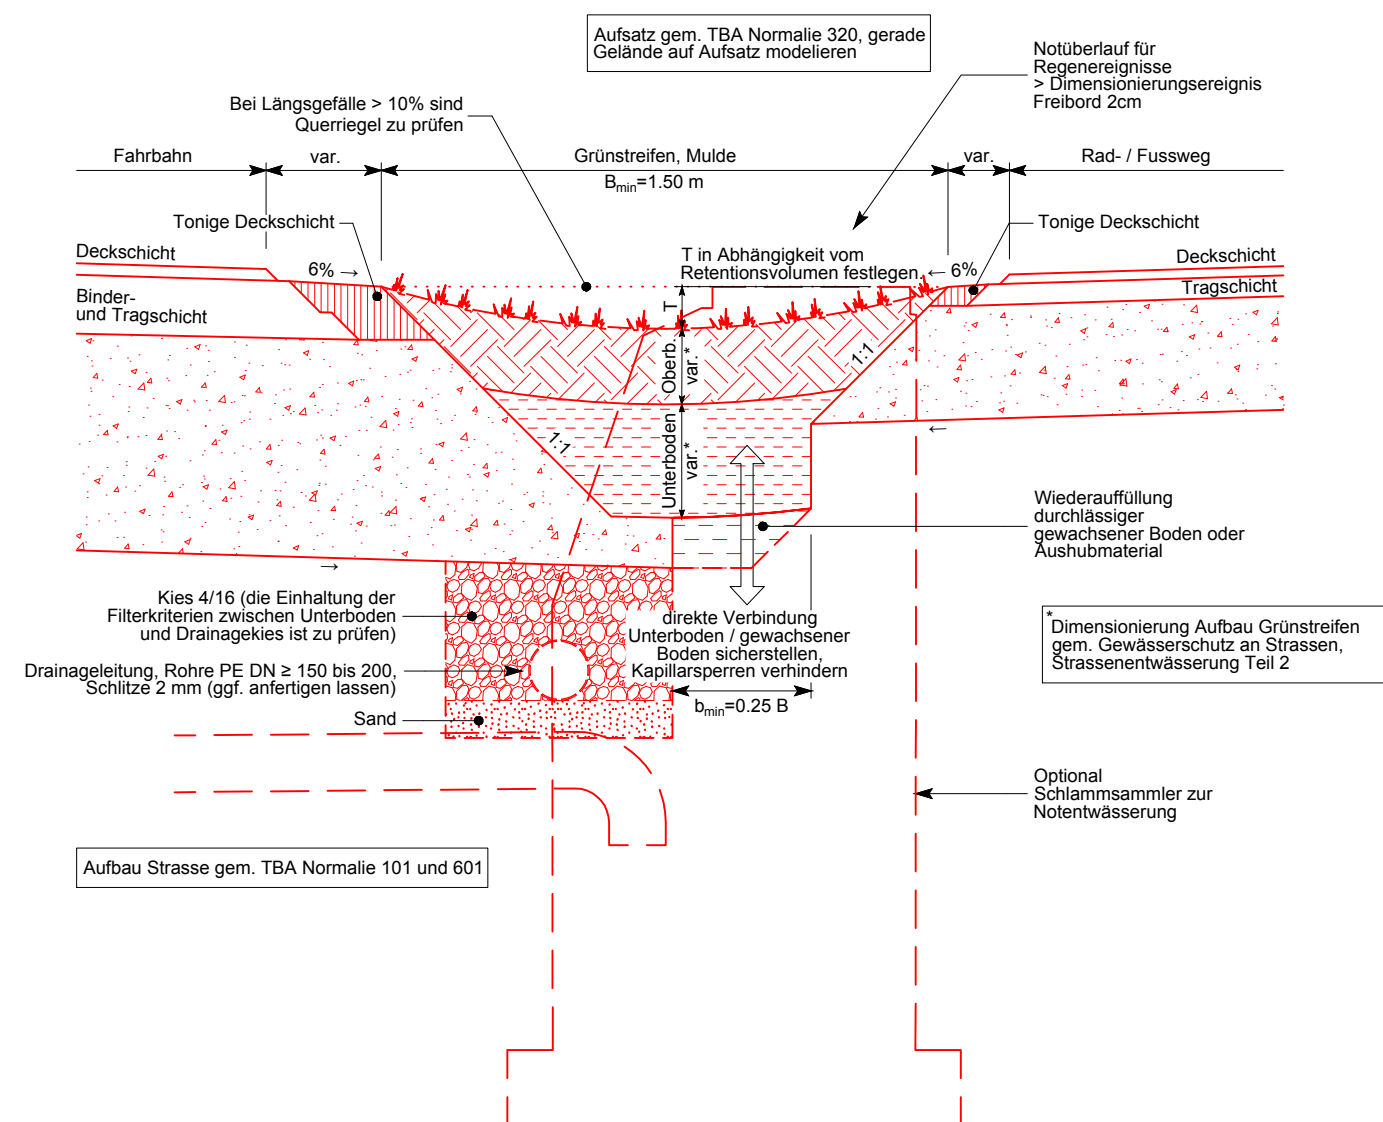 Aufsatz gem. TBA Normalie 320, gerade
Gelände auf Aufsatz modelieren
Notüberlauf für
Regenereignisse
> Dimensionierungsereignis
Freibord 2cm
Bei Längsgefälle > 10% sind
Querriegel zu prüfen
Fahrbahn
var.
Grünstreifen, Mulde
var.
Rad- / Fussweg
Bmin=1.50 m
Tonige Deckschicht
Tonige Deckschicht
Deckschicht
6% →
T in Abhängigkeit vom
Retentionsvolumen festlegen.
← 6%
Deckschicht
Tragschicht
Binder-
und Tragschicht
T
Oberb.
var.*
1:1
1:1
Unterboden
var.*
Wiederauffüllung
durchlässiger
gewachsener Boden oder
Aushubmaterial
Kies 4/16 (die Einhaltung der
Filterkriterien zwischen Unterboden
und Drainagekies ist zu prüfen)
direkte Verbindung
Unterboden / gewachsener
Boden sicherstellen,
Kapillarsperren verhindern
*
Dimensionierung Aufbau Grünstreifen
gem. Gewässerschutz an Strassen,
Strassenentwässerung Teil 2
Drainageleitung, Rohre PE DN ≥ 150 bis 200,
Schlitze 2 mm (ggf. anfertigen lassen)
bmin=0.25 B
Sand
Optional
Schlammsammler zur
Notentwässerung
Aufbau Strasse gem. TBA Normalie 101 und 601